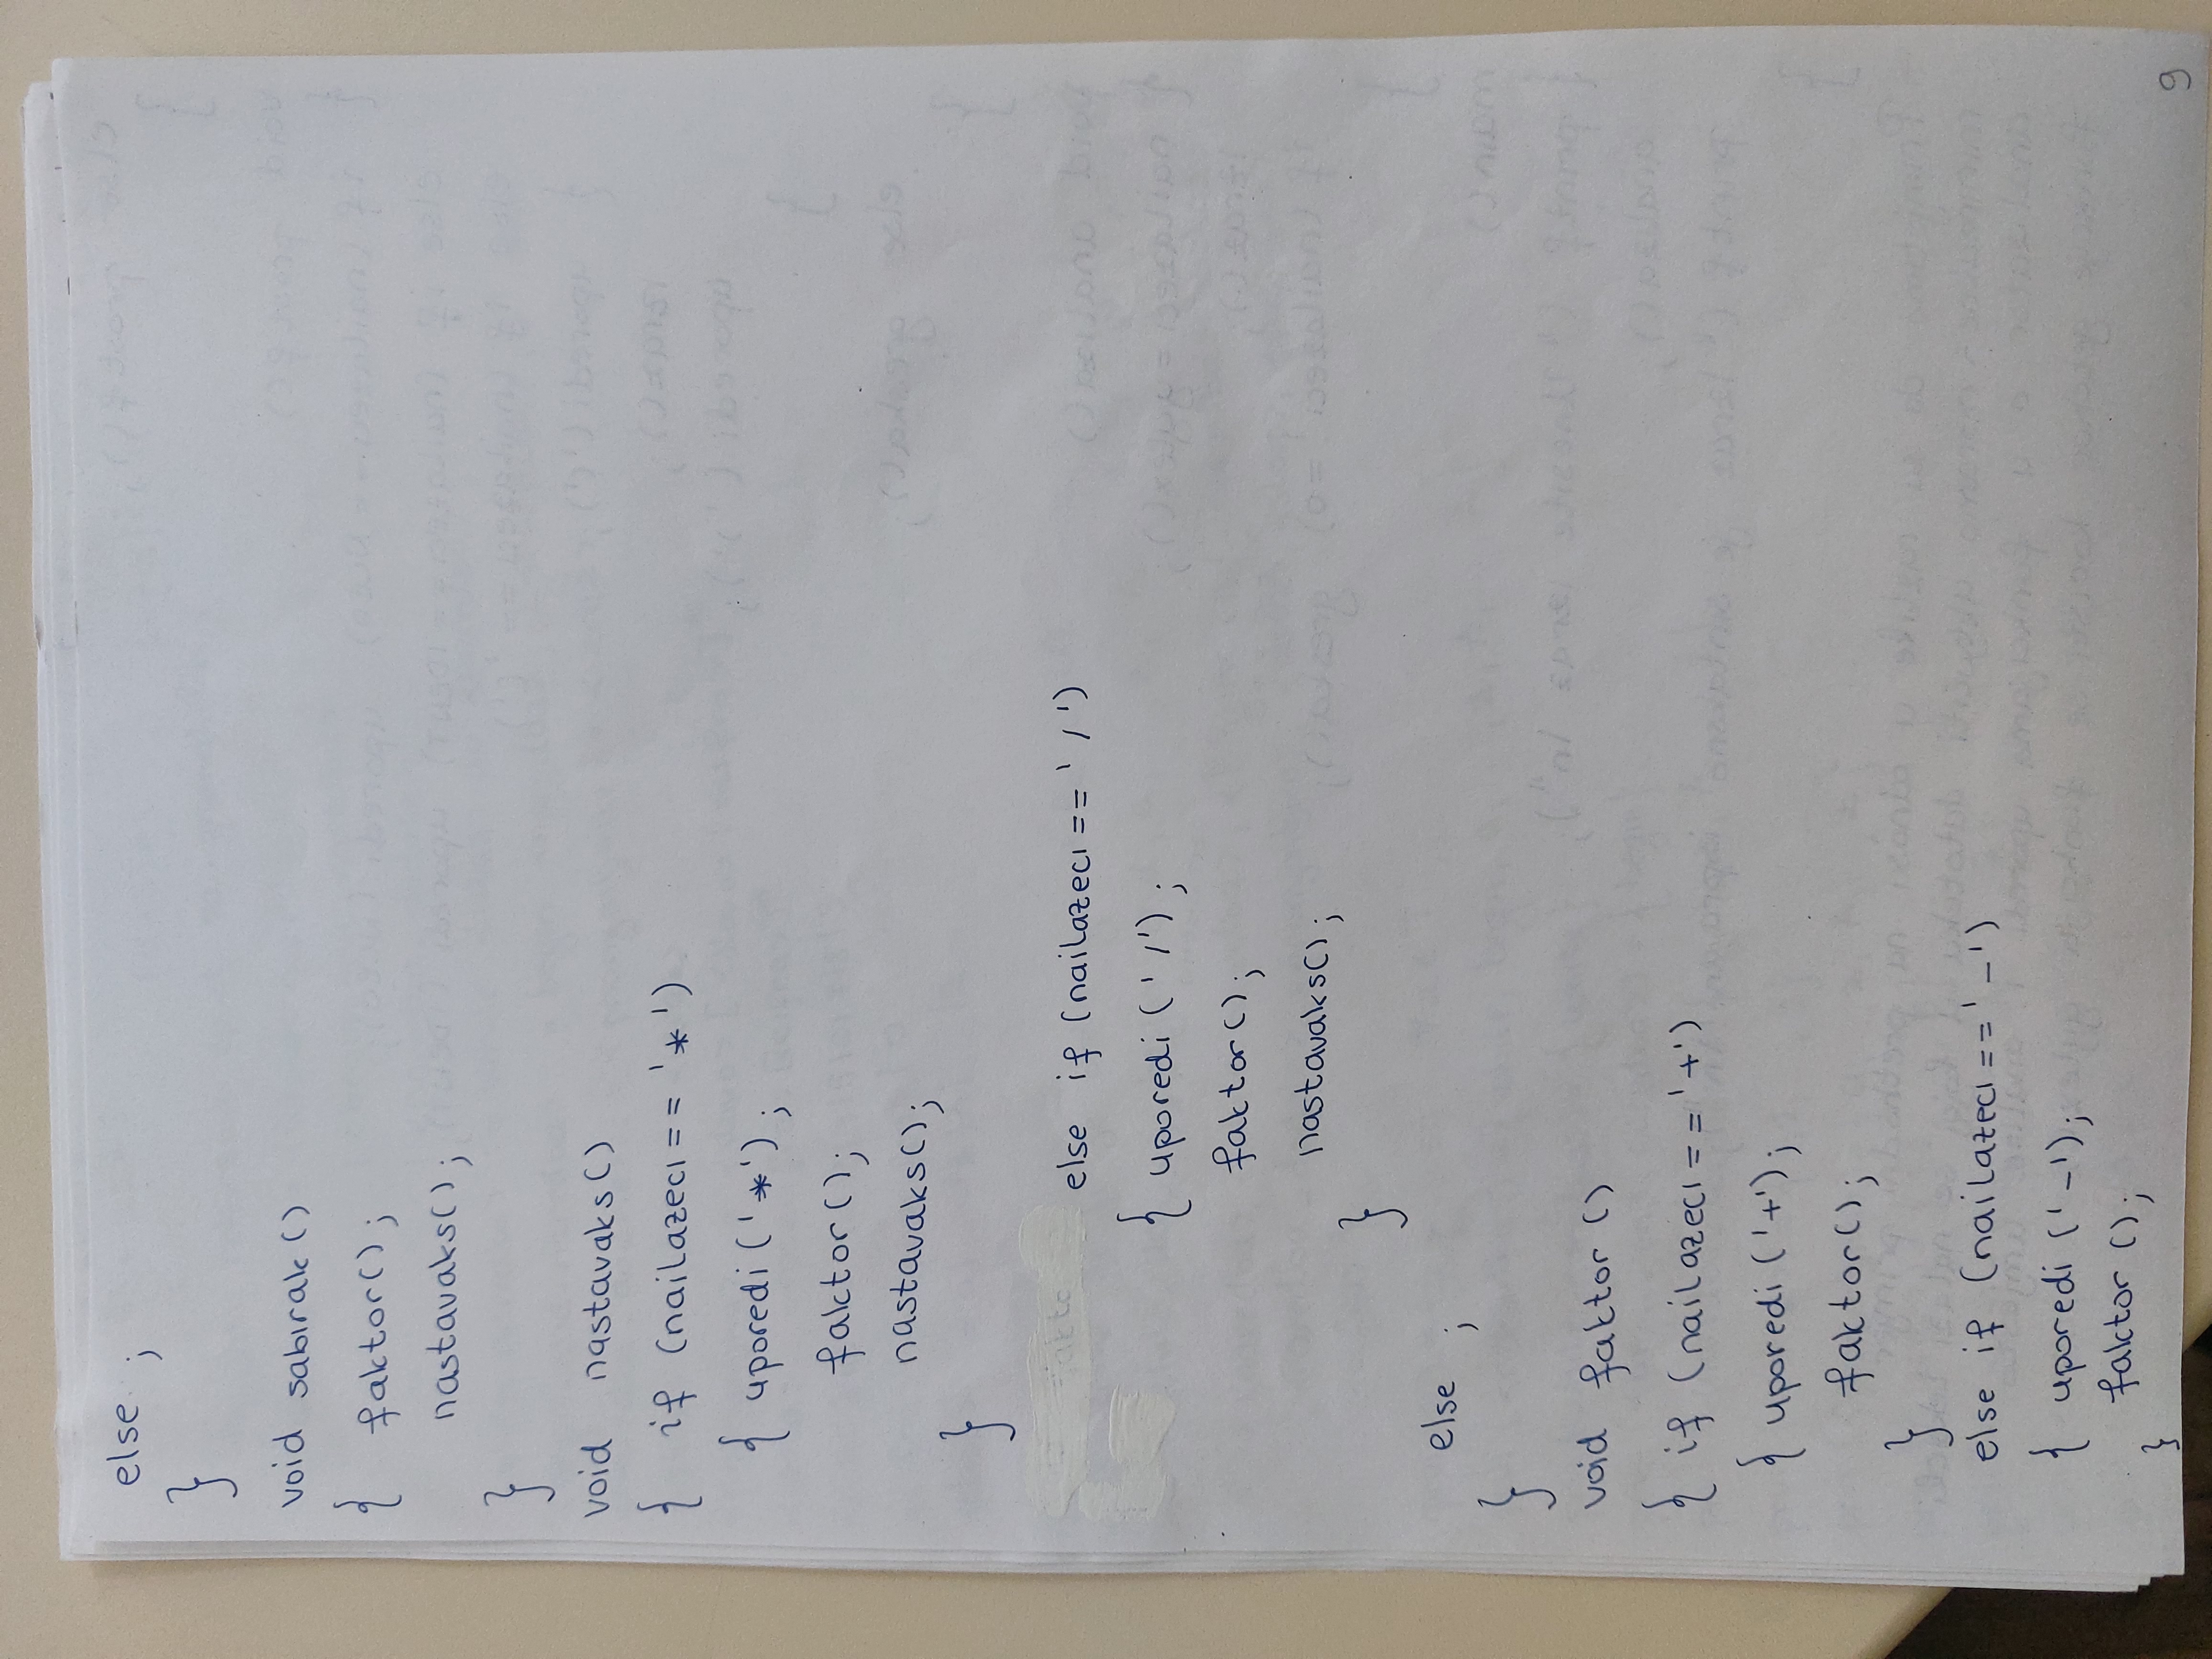 else ;
}
void sabirak ()
{ faktor();
nastavaks();
}
void nastavaks()
{ if (nailazeci == '*')
{ uporedi ('*');
faktor();
nastavaks();
}
else if (nailazeci == '/')
{ uporedi ('/');
faktor();
nastavaks();
}
else ;
}
void faktor ()
{ if (nailazeci == '+')
{ uporedi ('+');
faktor();
}
else if (nailazeci == '-')
{ uporedi ('-');
faktor ();
}
9